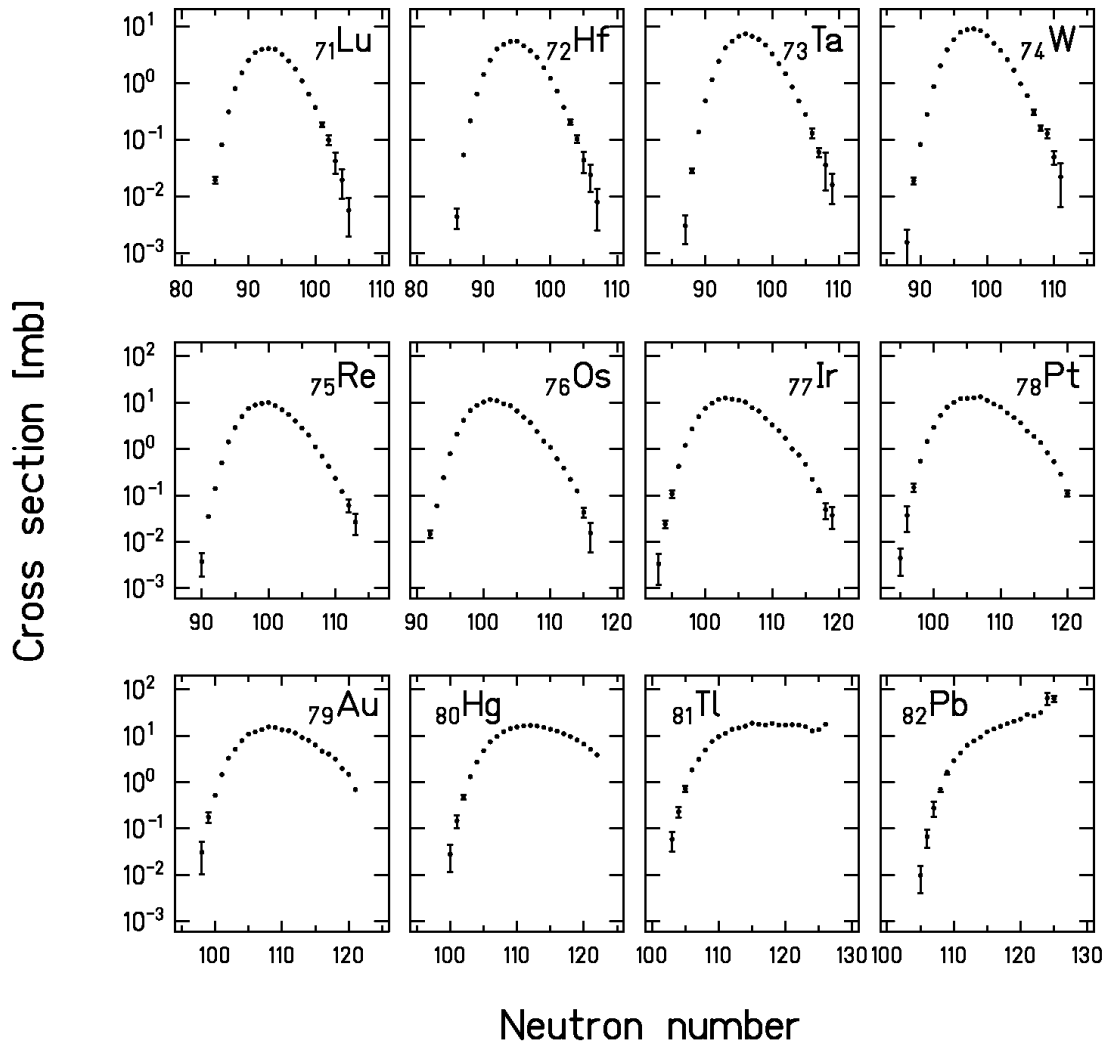 Cross section [mb]
10¹
10⁰
10⁻¹
10⁻²
10⁻³
₇₁Lu
₇₂Hf
₇₃Ta
₇₄W
80 90 100 110
80 90 100 110
90 100 110
90 100 110
10²
10¹
10⁰
10⁻¹
10⁻²
10⁻³
₇₅Re
₇₆Os
₇₇Ir
₇₈Pt
90 100 110
90 100 110 120
100 110 120
100 110 120
10²
10¹
10⁰
10⁻¹
10⁻²
10⁻³
₇₉Au
₈₀Hg
₈₁Tl
₈₂Pb
100 110 120
100 110 120
100 110 120 130
100 110 120 130
Neutron number